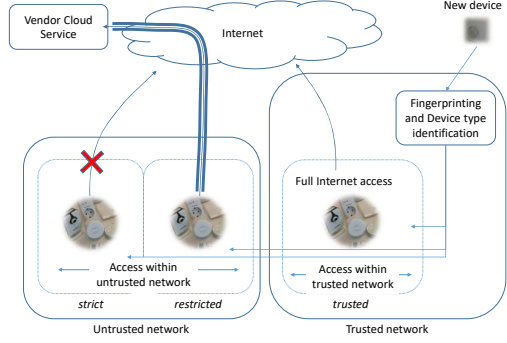 New device
Vendor Cloud
Service
Internet
Fingerprinting
and Device type
identification
Full Internet access
Access within
untrusted network
Access within
trusted network
strict
restricted
trusted
Untrusted network
Trusted network